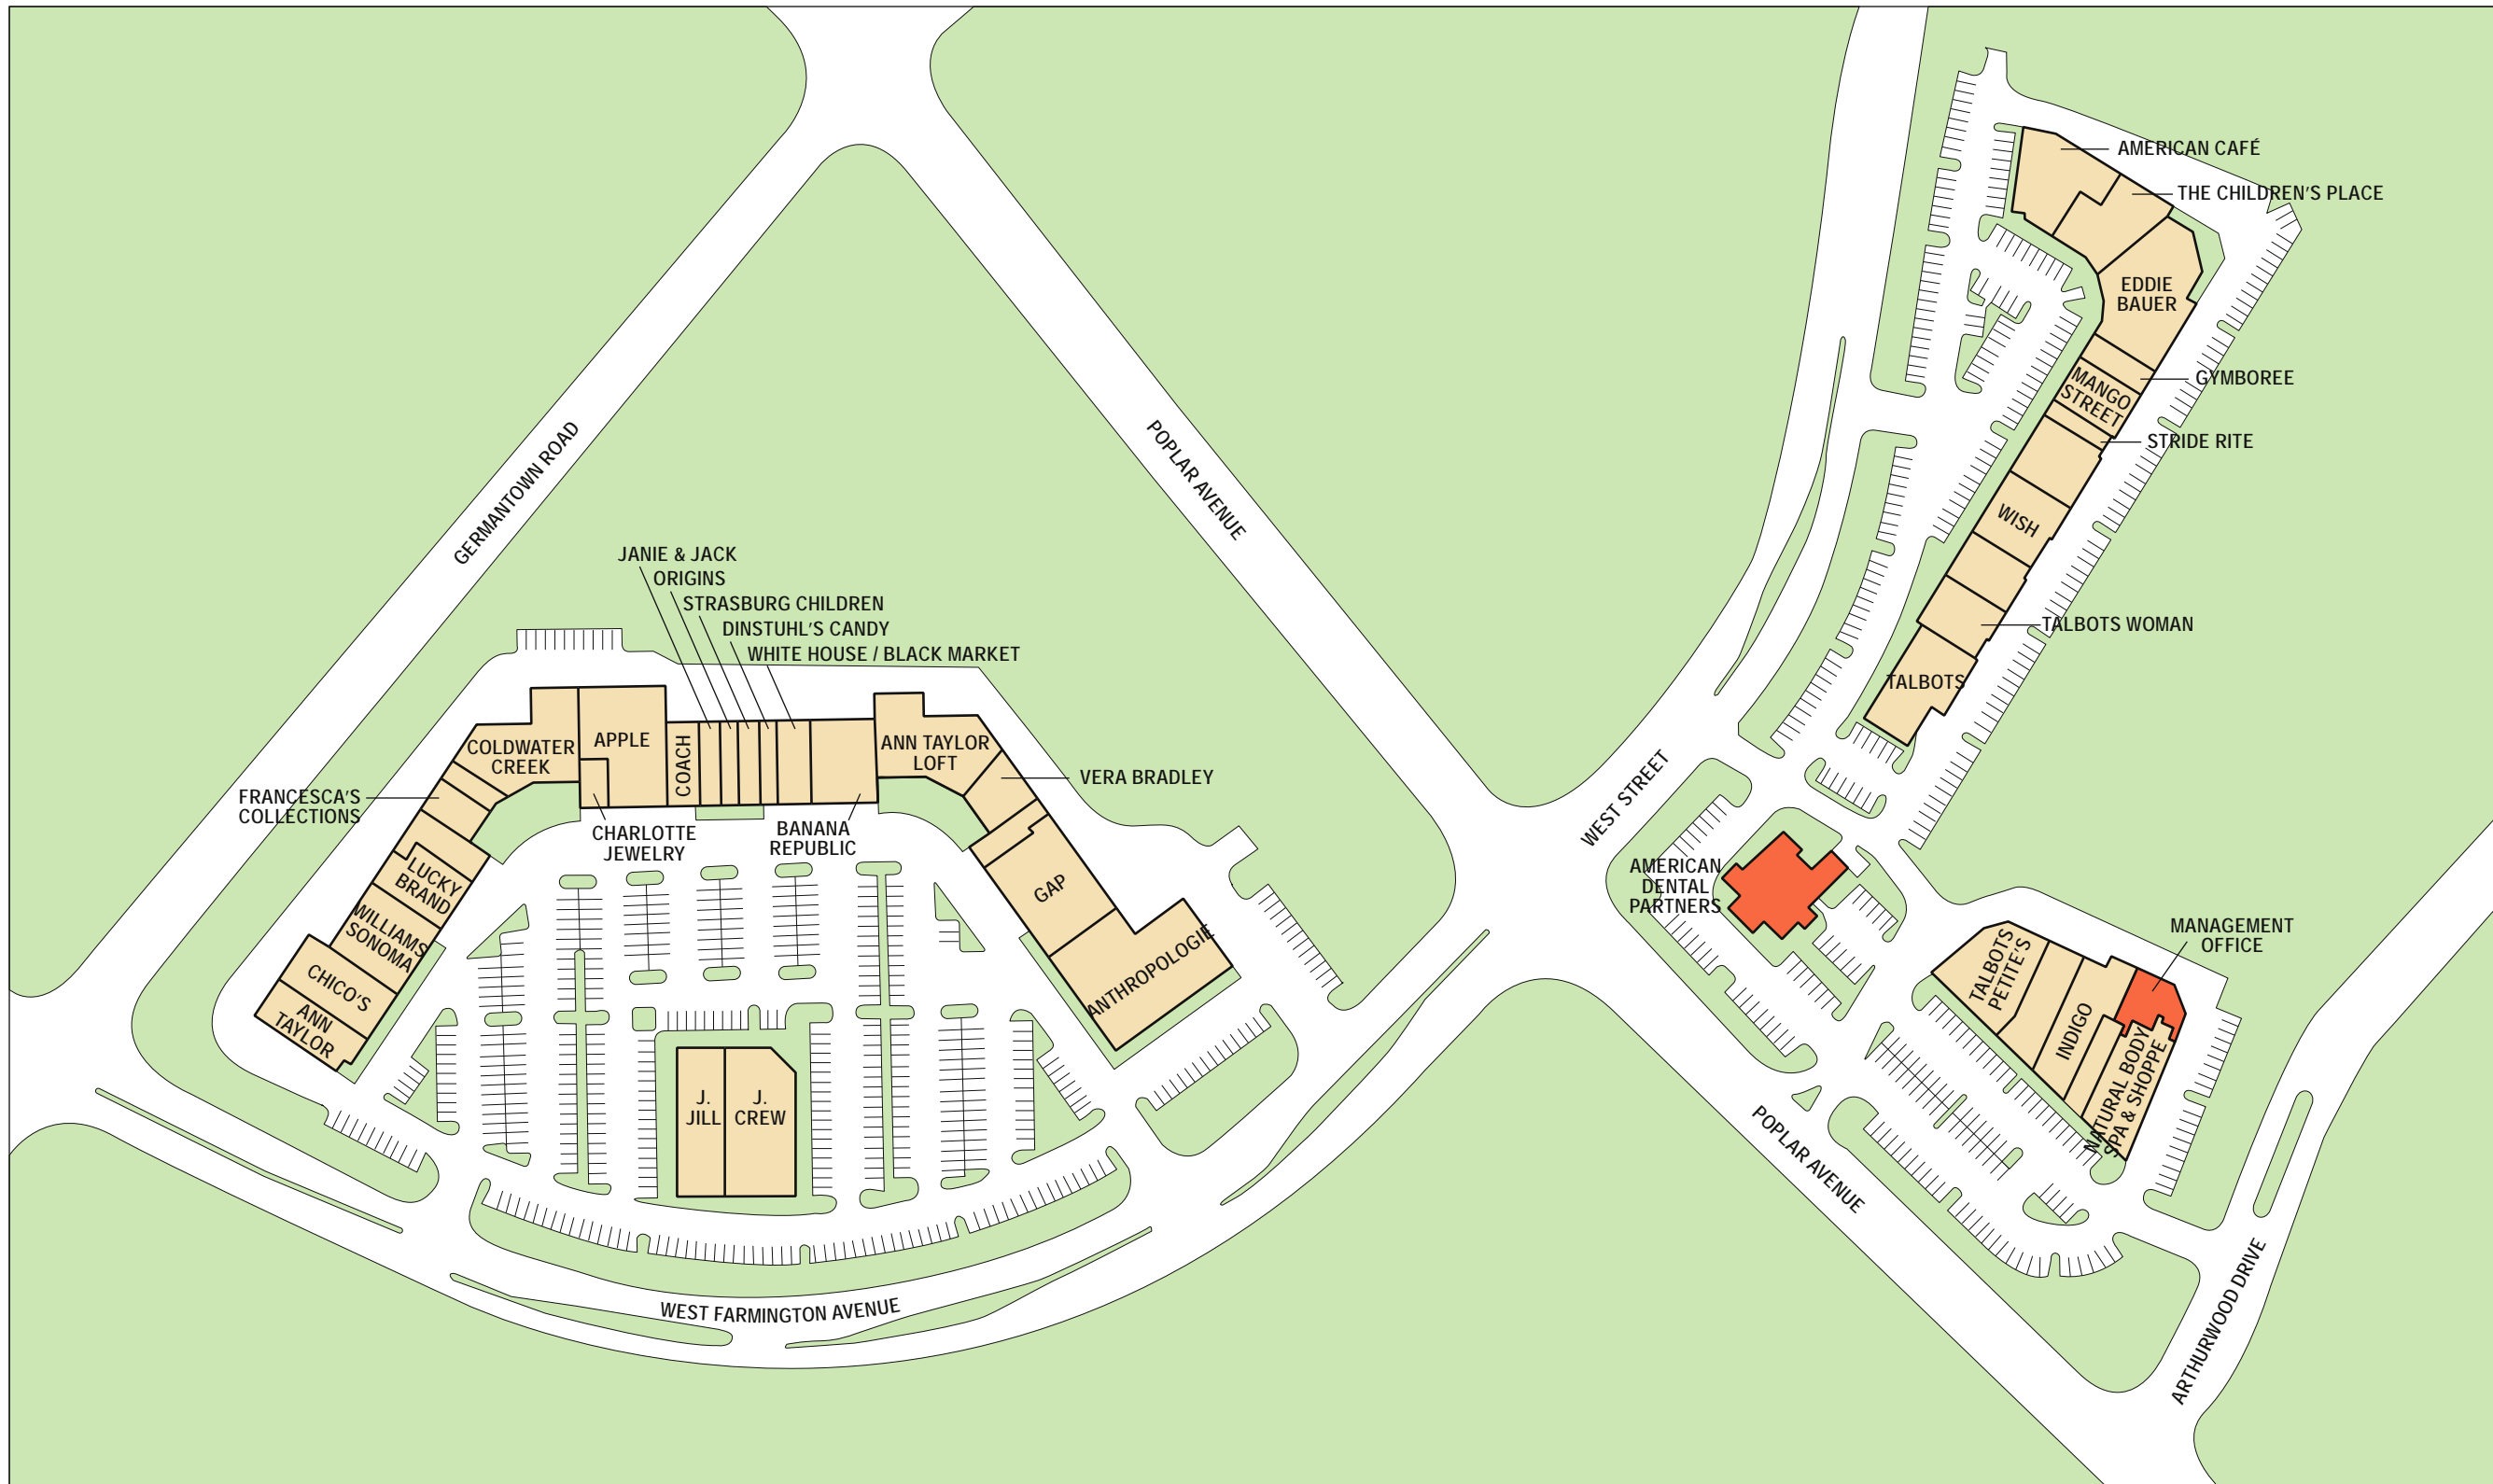 AMERICAN CAFÉ
THE CHILDREN'S PLACE
EDDIE
BAUER
GYMBOREE
MANGO
STREET
STRIDE RITE
WISH
TALBOTS WOMAN
TALBOTS
GERMANTOWN ROAD
POPLAR AVENUE
JANIE & JACK
ORIGINS
STRASBURG CHILDREN
DINSTUHL'S CANDY
WHITE HOUSE / BLACK MARKET
COLDWATER
CREEK
APPLE
COACH
ANN TAYLOR
LOFT
VERA BRADLEY
FRANCESCA'S
COLLECTIONS
CHARLOTTE
JEWELRY
BANANA
REPUBLIC
LUCKY
BRAND
WILLIAMS
SONOMA
CHICO'S
ANN
TAYLOR
GAP
ANTHROPOLOGIE
J.
JILL
J.
CREW
WEST FARMINGTON AVENUE
WEST STREET
AMERICAN
DENTAL
PARTNERS
MANAGEMENT
OFFICE
TALBOTS
PETITE'S
INDIGO
NATURAL BODY
SPA & SHOPPE
POPLAR AVENUE
ARTHURWOOD DRIVE